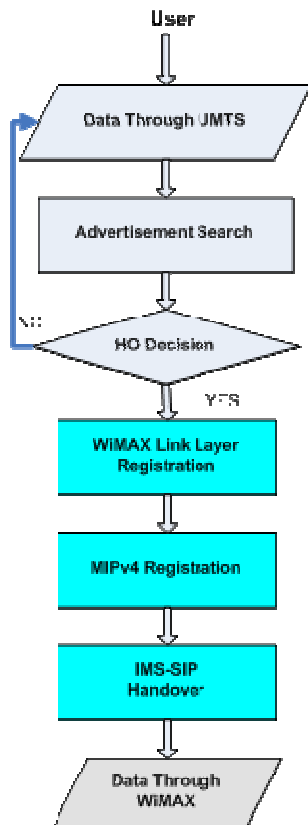 User
Data Through UMTS
Advertisement Search
NO
HO Decision
YES
WiMAX Link Layer
Registration
MIPv4 Registration
IMS-SIP
Handover
Data Through
WiMAX